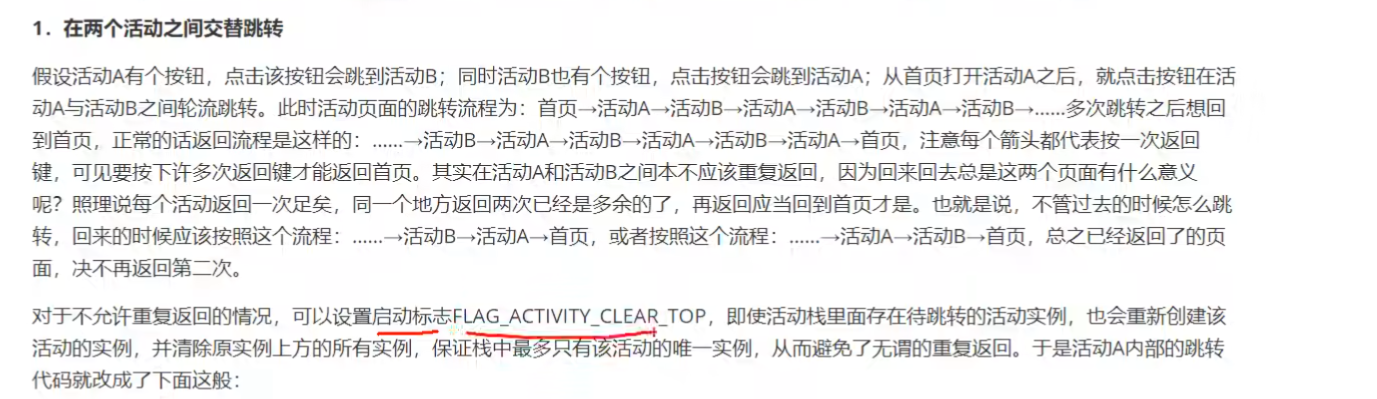 1．在两个活动之间交替跳转
假设活动A有个按钮，点击该按钮会跳到活动B；同时活动B也有个按钮，点击按钮会跳到活动A；从首页打开活动A之后，就点击按钮在活
动A与活动B之间轮流跳转。此时活动页面的跳转流程为：首页→活动A→活动B→活动A→活动B→活动A→活动B→……多次跳转之后想回
到首页，正常的话返回流程是这样的：……→活动B→活动A→活动B→活动A→活动B→活动A→首页，注意每个箭头都代表按一次返回
键，可见要按下许多次返回键才能返回首页。其实在活动A和活动B之间本不应该重复返回，因为回来回去总是这两个页面有什么意义
呢？照理说每个活动返回一次足矣，同一个地方返回两次已经是多余的了，再返回应当回到首页才是。也就是说，不管过去的时候怎么跳
转，回来的时候应该按照这个流程：……→活动B→活动A→首页，或者按照这个流程：……→活动A→活动B→首页，总之已经返回了的页
面，决不再返回第二次。
对于不允许重复返回的情况，可以设置启动标志FLAG_ACTIVITY_CLEAR_TOP，即使活动栈里面存在待跳转的活动实例，也会重新创建该
活动的实例，并清除原实例上方的所有实例，保证栈中最多只有该活动的唯一实例，从而避免了无谓的重复返回。于是活动A内部的跳转
代码就改成了下面这般：